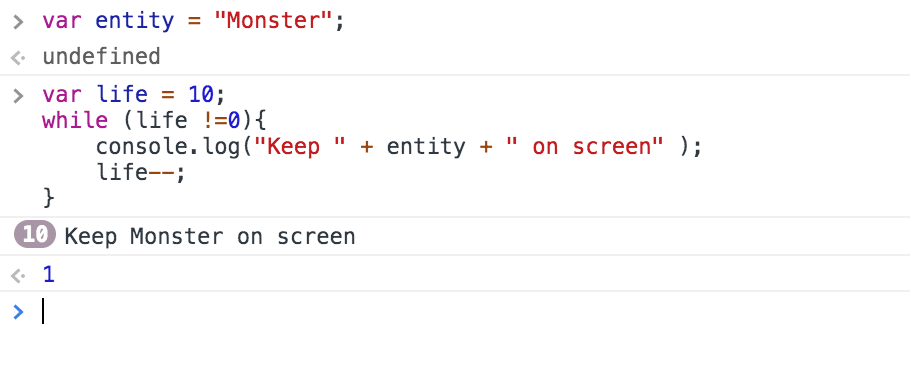 > var entity = "Monster";
<· undefined
> var life = 10;
while (life !=0){
    console.log("Keep " + entity + " on screen" );
    life--;
}
10 Keep Monster on screen
<· 1
>